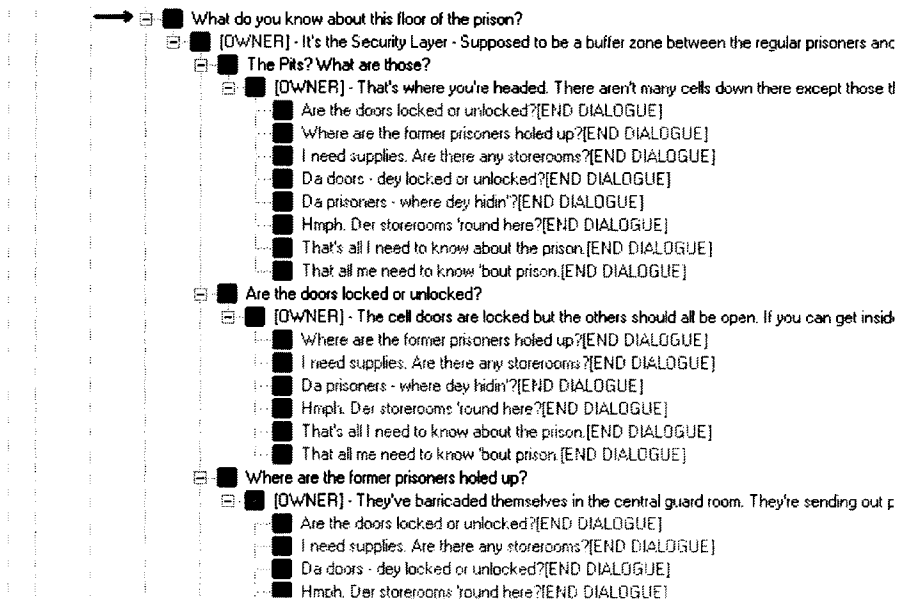 What do you know about this floor of the prison?
[OWNER] - It's the Security Layer - Supposed to be a buffer zone between the regular prisoners and
The Pits? What are those?
[OWNER] - That's where you're headed. There aren't many cells down there except those
Are the doors locked or unlocked?[END DIALOGUE]
Where are the former prisoners holed up?[END DIALOGUE]
I need supplies. Are there any storerooms?[END DIALOGUE]
Da doors - dey locked or unlocked?[END DIALOGUE]
Da prisoners - where dey hidin'?[END DIALOGUE]
Hmph. Der storerooms 'round here?[END DIALOGUE]
That's all I need to know about the prison.[END DIALOGUE]
That all me need to know 'bout prison.[END DIALOGUE]
Are the doors locked or unlocked?
[OWNER] - The cell doors are locked but the others should all be open. If you can get
Where are the former prisoners holed up?[END DIALOGUE]
I need supplies. Are there any storerooms?[END DIALOGUE]
Da prisoners - where dey hidin'?[END DIALOGUE]
Hmph. Der storerooms 'round here?[END DIALOGUE]
That's all I need to know about the prison.[END DIALOGUE]
That all me need to know 'bout prison.[END DIALOGUE]
Where are the former prisoners holed up?
[OWNER] - They've barricaded themselves in the central guard room. They're sending out
Are the doors locked or unlocked?[END DIALOGUE]
I need supplies. Are there any storerooms?[END DIALOGUE]
Da doors - dey locked or unlocked?[END DIALOGUE]
Hmph. Der storerooms 'round here?[END DIALOGUE]